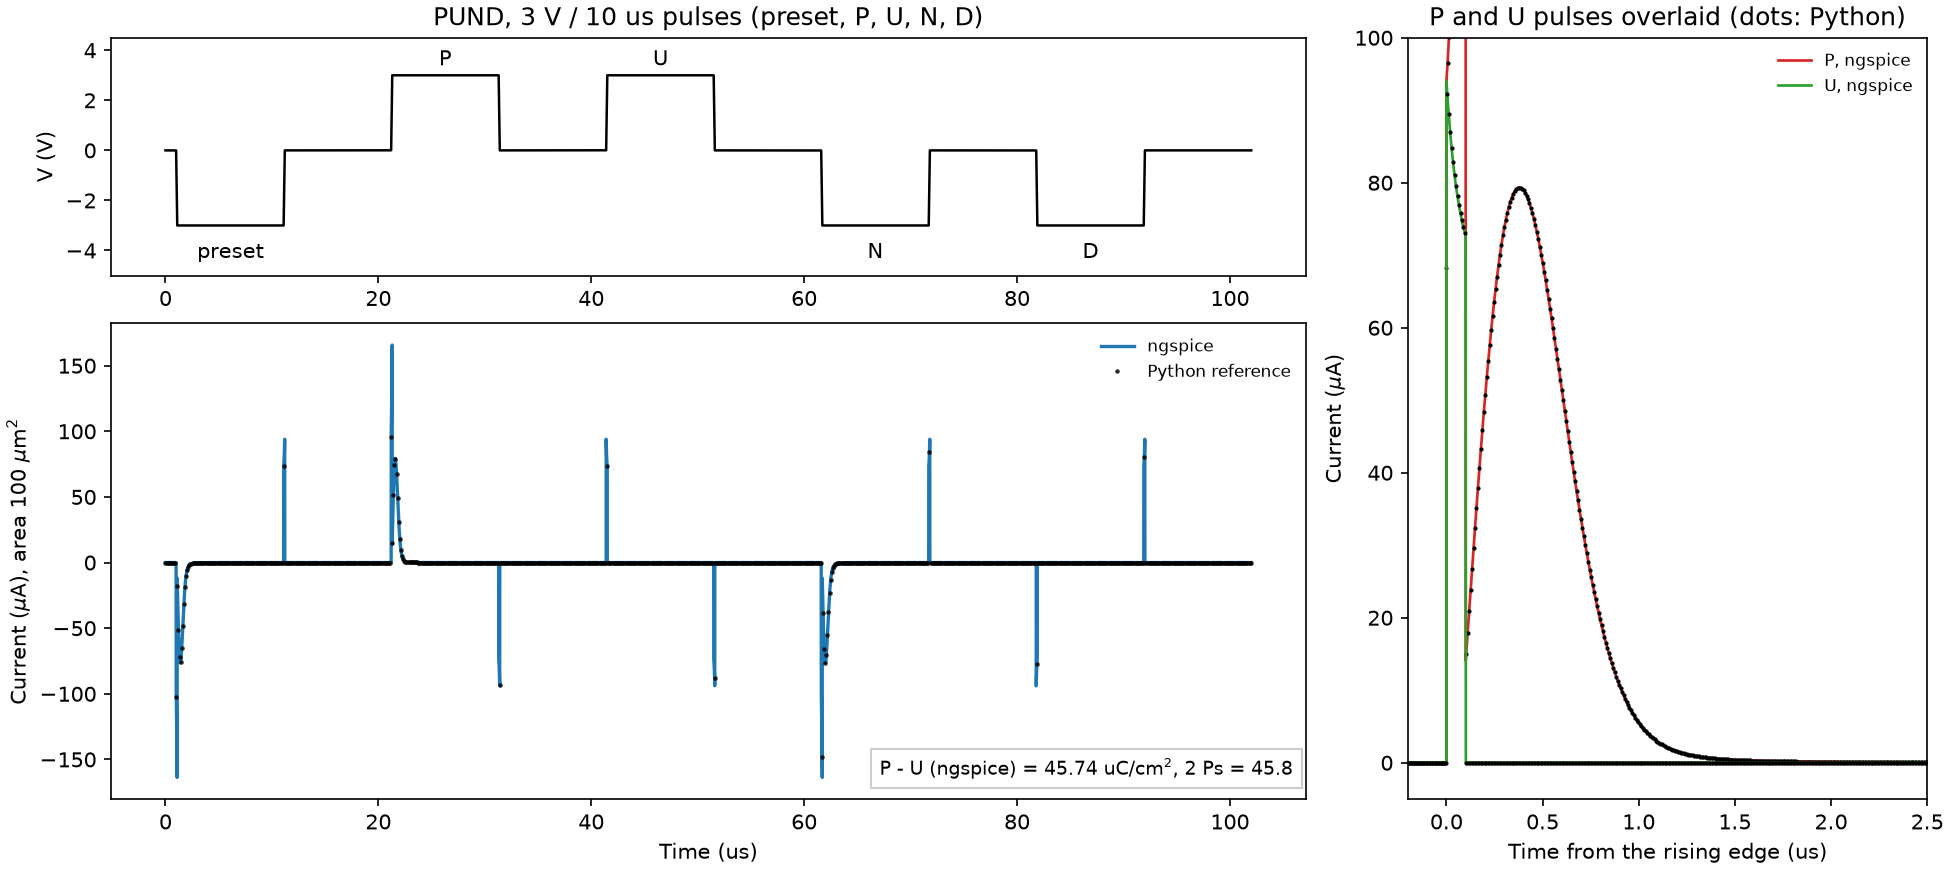 PUND, 3 V / 10 us pulses (preset, P, U, N, D)
V (V)
4
2
0
−2
−4
P
U
preset
N
D
0
20
40
60
80
100
Current (μA), area 100 μm²
150
100
50
0
−50
−100
−150
ngspice
Python reference
P - U (ngspice) = 45.74 uC/cm², 2 Ps = 45.8
0
20
40
60
80
100
Time (us)
P and U pulses overlaid (dots: Python)
Current (μA)
100
80
60
40
20
0
P, ngspice
U, ngspice
0.0
0.5
1.0
1.5
2.0
2.5
Time from the rising edge (us)